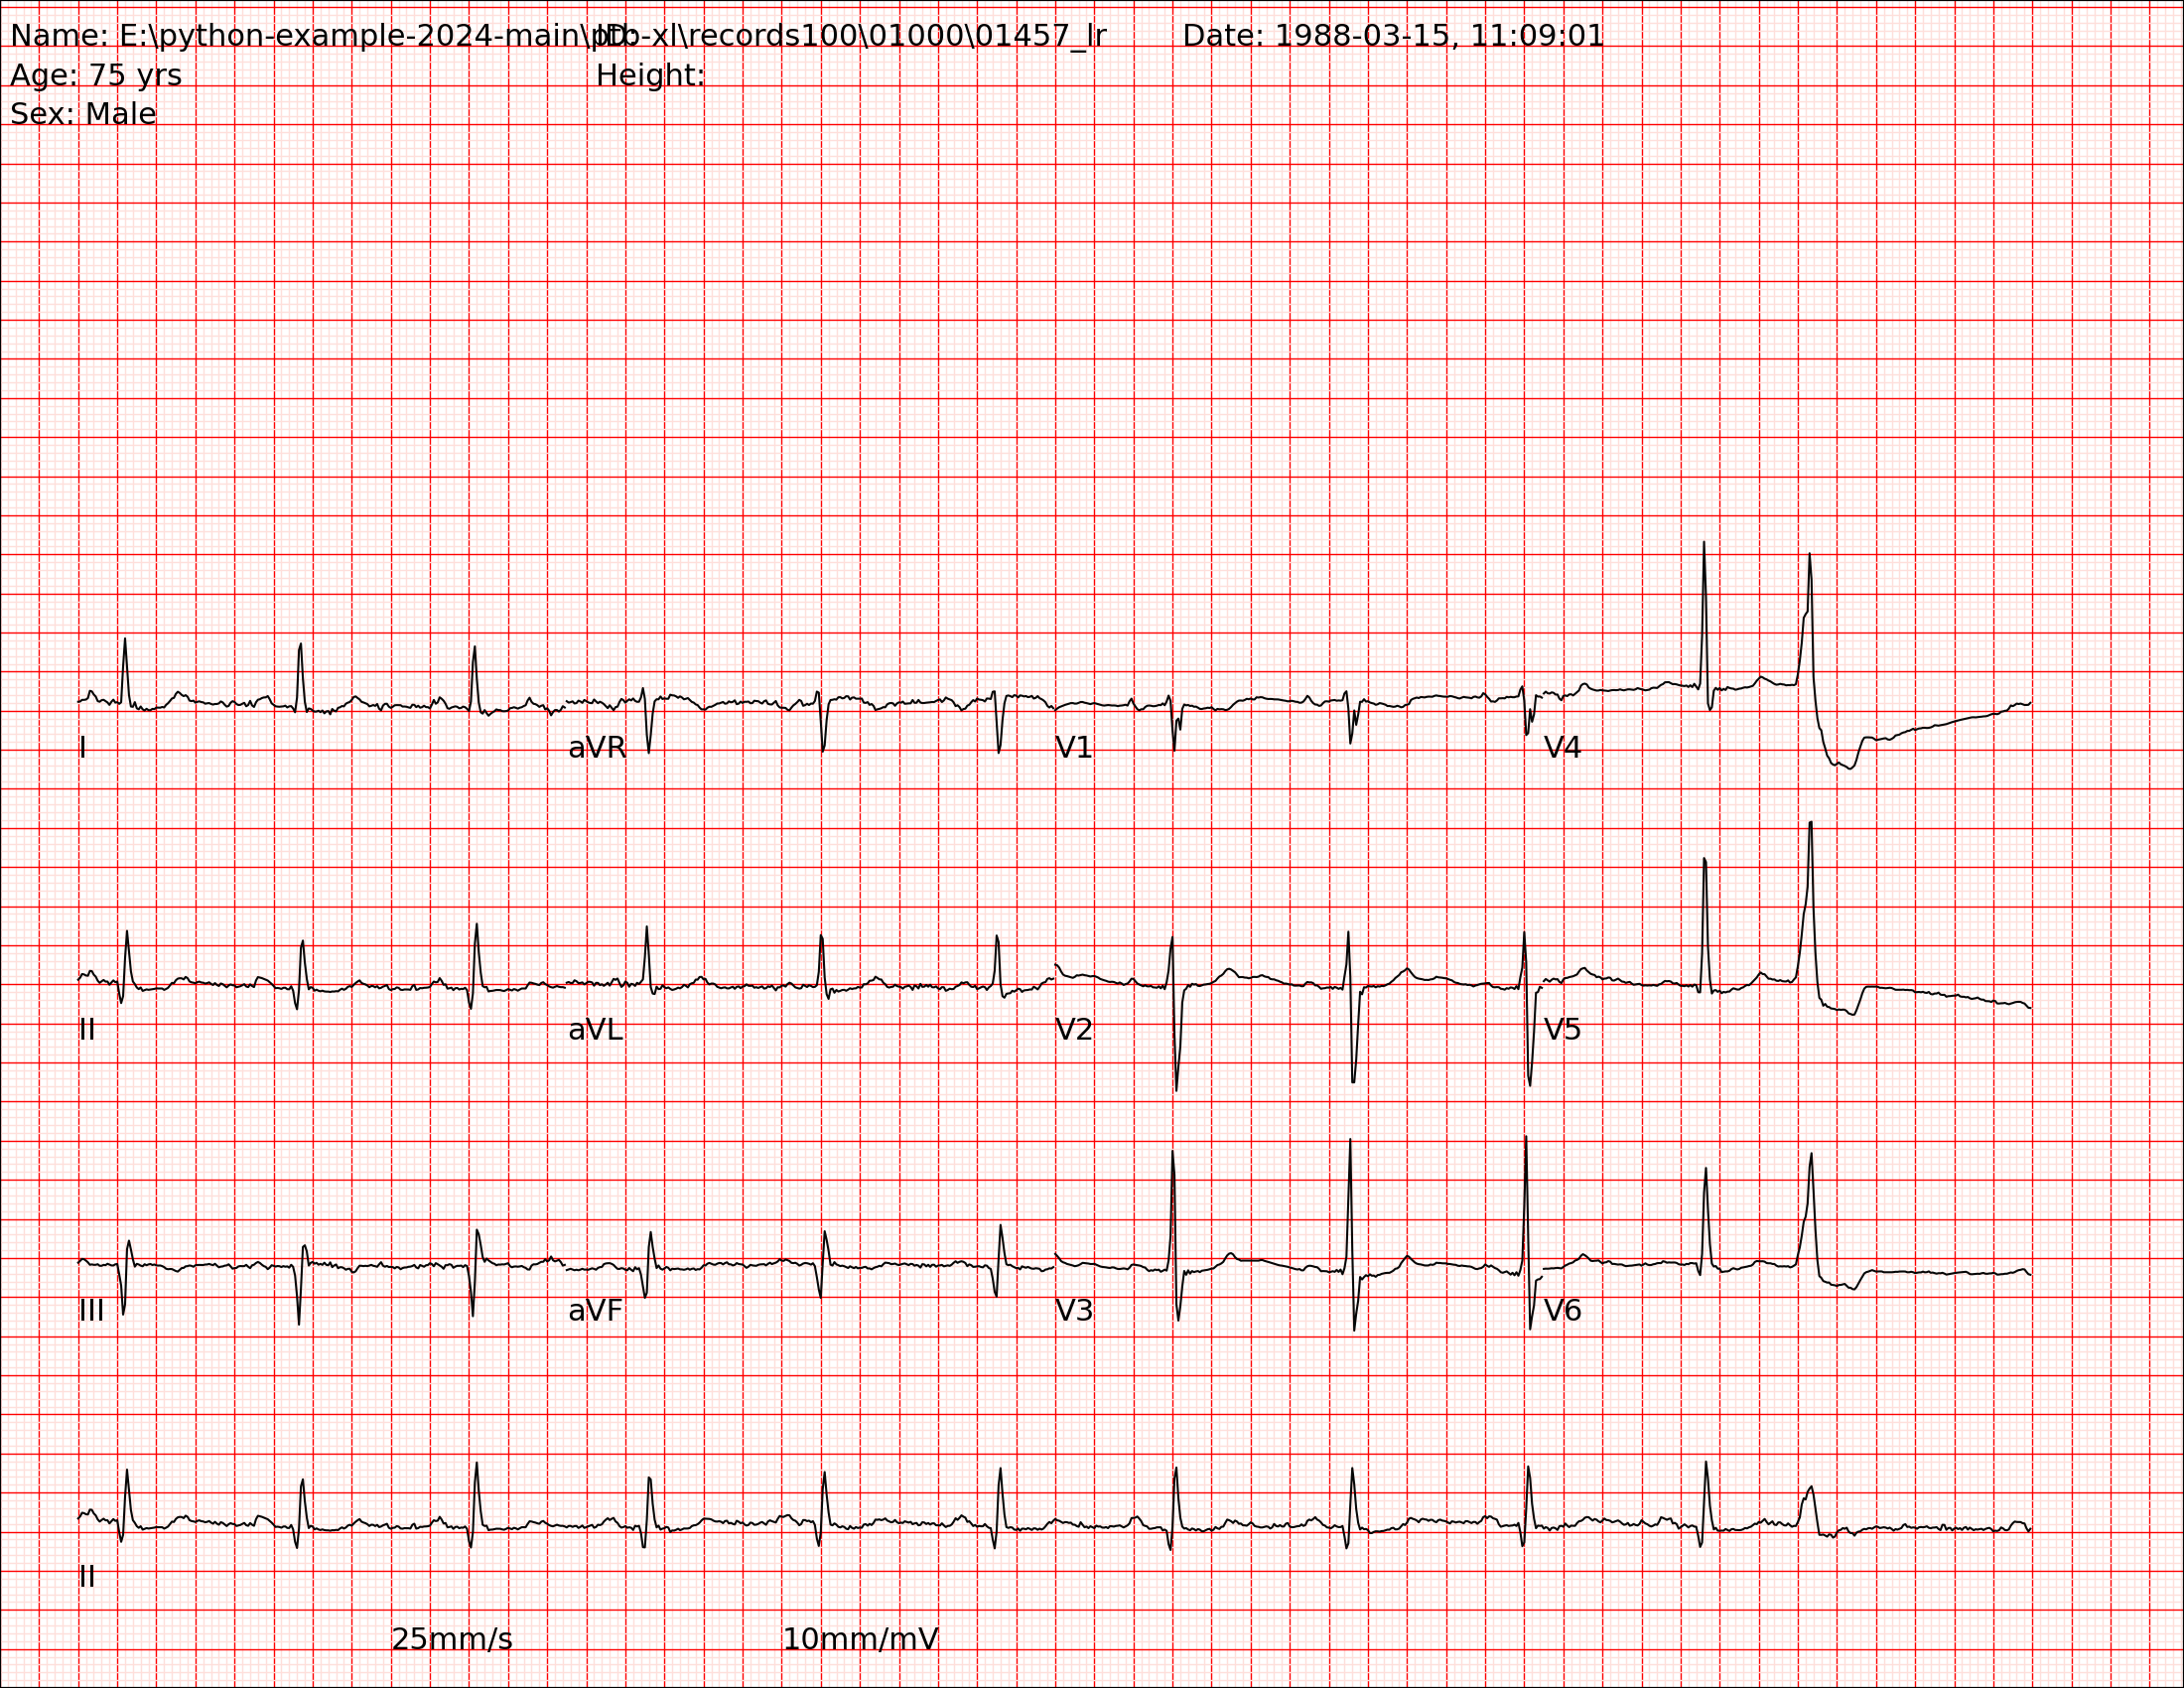 Name: E:\python-example-2024-main\ptb-xl\records100\01000\01457_lr ID: Date: 1988-03-15, 11:09:01
Age: 75 yrs Height:
Sex: Male
I aVR V1 V4
II aVL V2 V5
III aVF V3 V6
II
25mm/s 10mm/mV